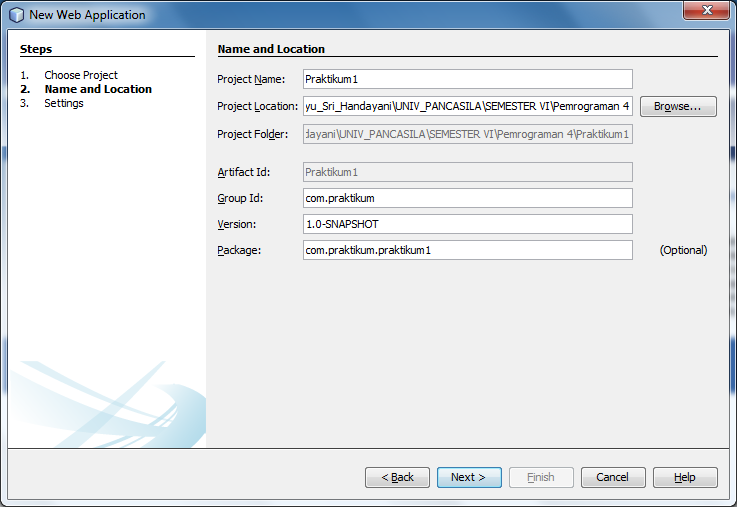 New Web Application
Steps
1. Choose Project
2. Name and Location
3. Settings
Name and Location
Project Name: Praktikum1
Project Location: yu_Sri_Handayani\UNIV_PANCASILA\SEMESTER VI\Pemrograman 4 Browse...
Project Folder: dayani\UNIV_PANCASILA\SEMESTER VI\Pemrograman 4\Praktikum1
Artifact Id: Praktikum1
Group Id: com.praktikum
Version: 1.0-SNAPSHOT
Package: com.praktikum.praktikum1 (Optional)
< Back Next > Finish Cancel Help